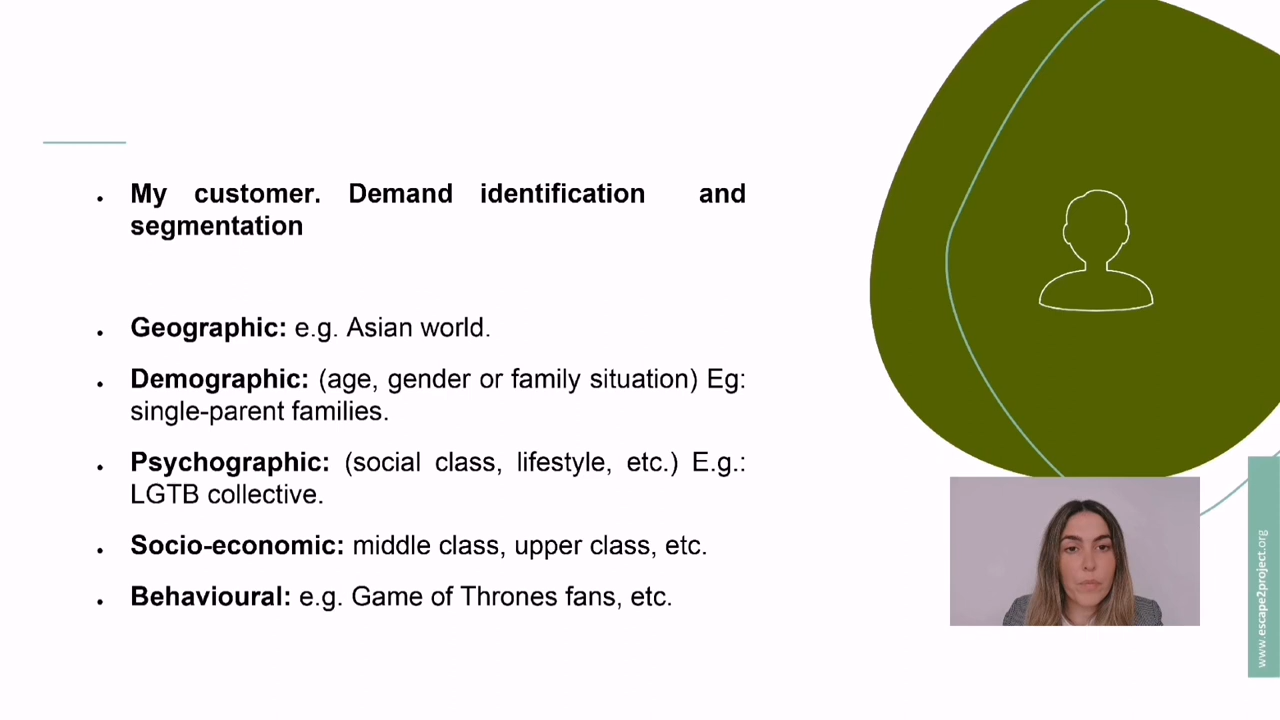 My customer. Demand identification and
segmentation
Geographic: e.g. Asian world.
Demographic: (age, gender or family situation) Eg:
single-parent families.
Psychographic: (social class, lifestyle, etc.) E.g.:
LGTB collective.
Socio-economic: middle class, upper class, etc.
Behavioural: e.g. Game of Thrones fans, etc.
www.escape2project.org